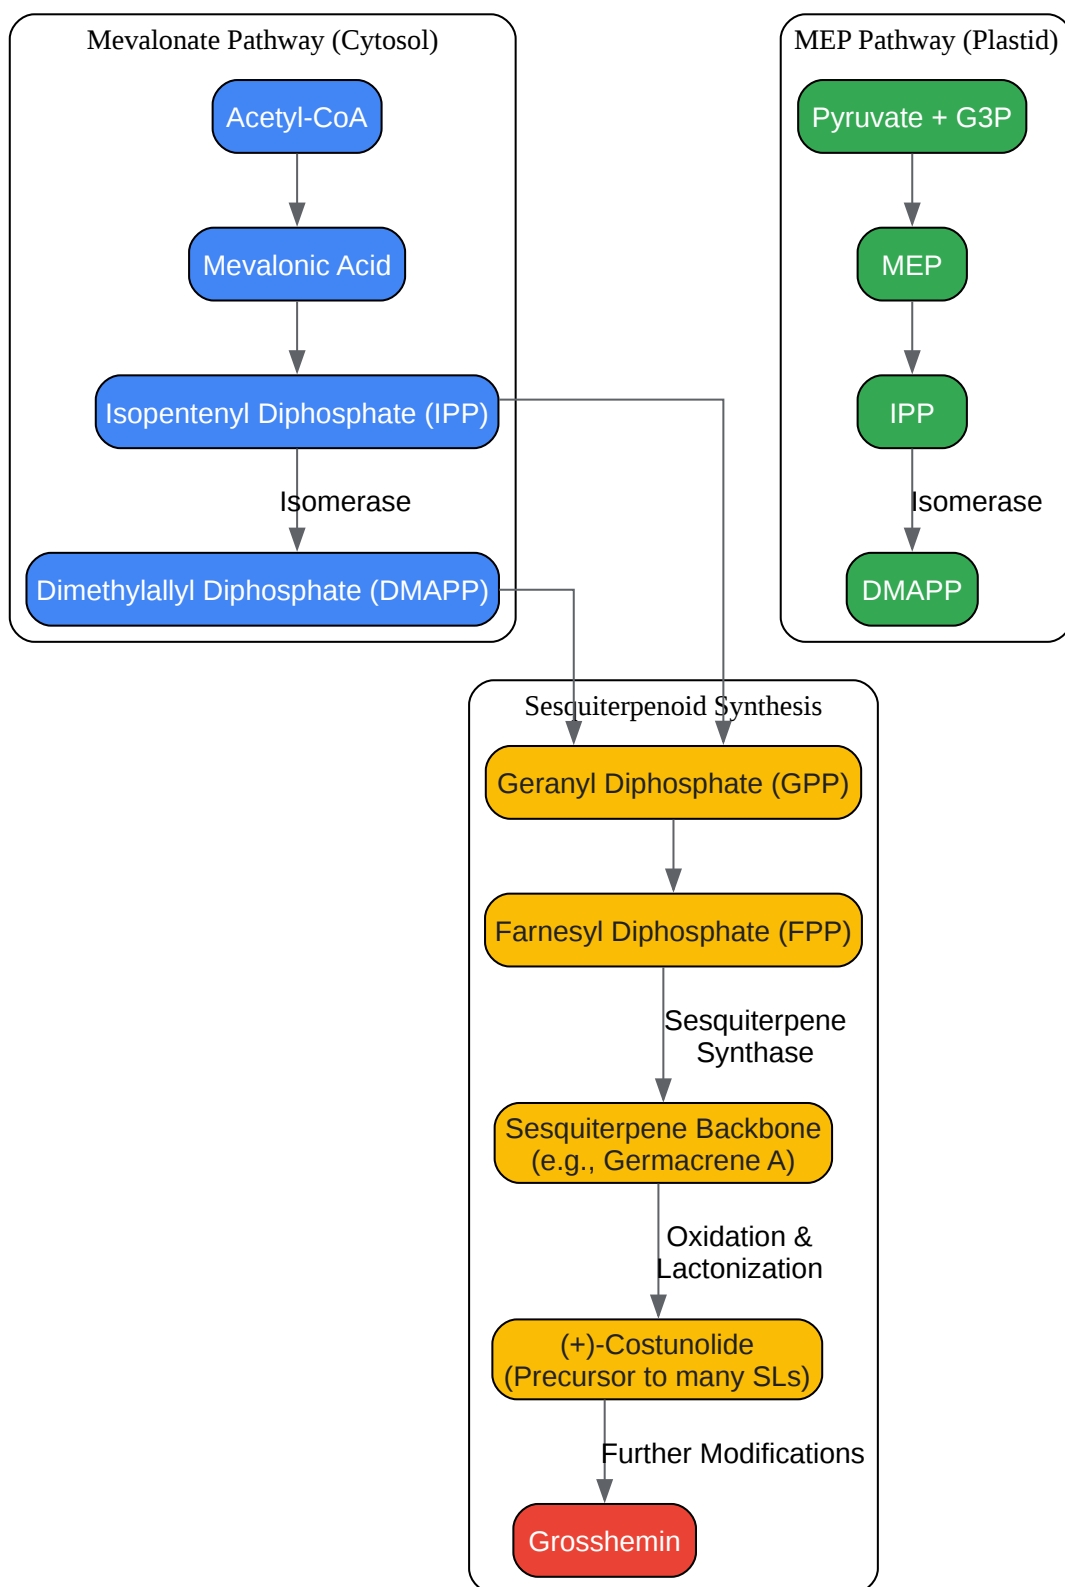 Mevalonate Pathway (Cytosol)
Acetyl-CoA
Mevalonic Acid
Isopentenyl Diphosphate (IPP)
Isomerase
Dimethylallyl Diphosphate (DMAPP)
MEP Pathway (Plastid)
Pyruvate + G3P
MEP
IPP
Isomerase
DMAPP
Sesquiterpenoid Synthesis
Geranyl Diphosphate (GPP)
Farnesyl Diphosphate (FPP)
Sesquiterpene
Synthase
Sesquiterpene Backbone
(e.g., Germacrene A)
Oxidation &
Lactonization
(+)-Costunolide
(Precursor to many SLs)
Further Modifications
Grosshemin